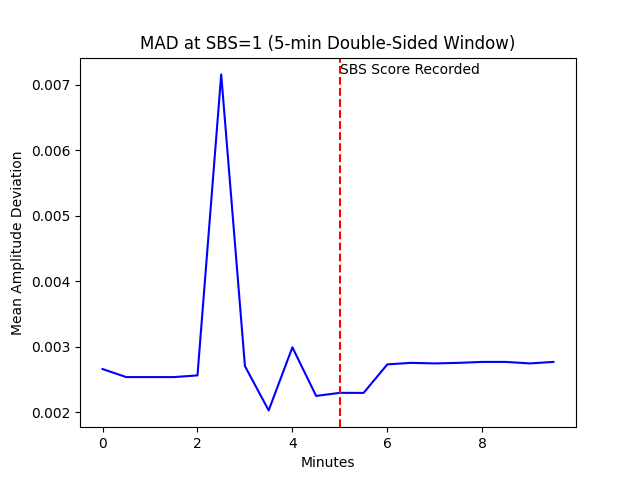 MAD at SBS=1 (5-min Double-Sided Window)
SBS Score Recorded
Mean Amplitude Deviation
0.007
0.006
0.005
0.004
0.003
0.002
0 2 4 6 8
Minutes